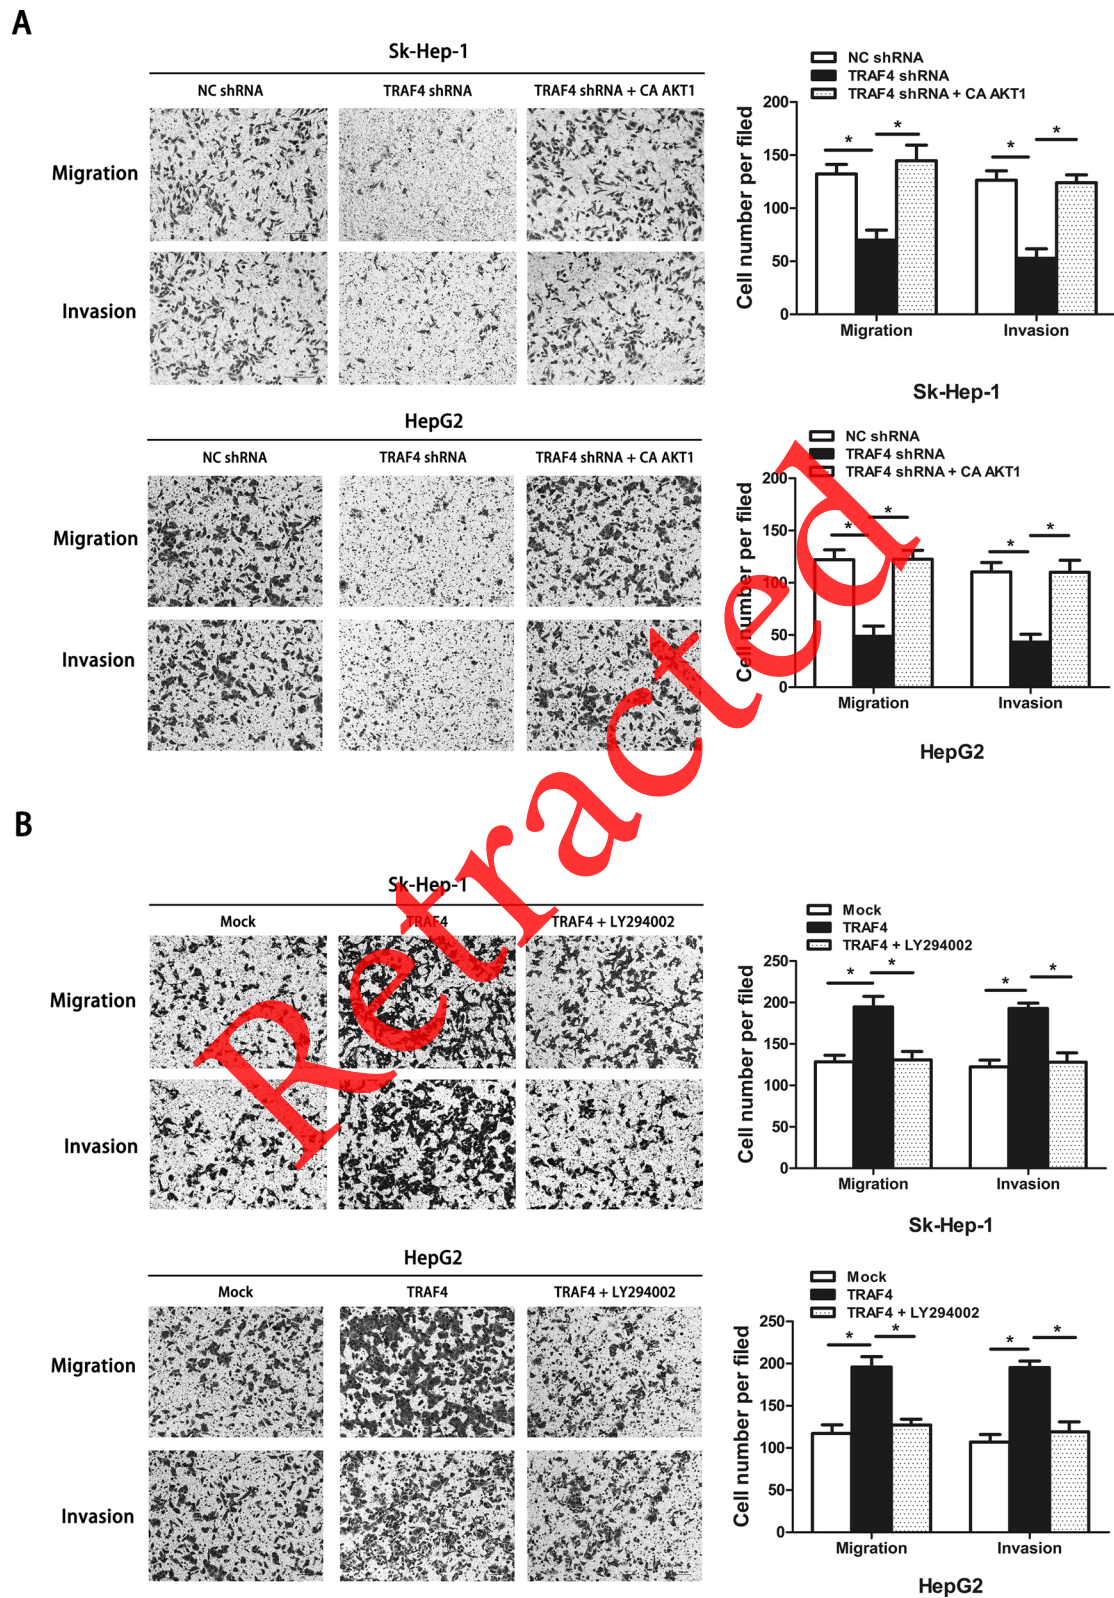 A
Sk-Hep-1
NC shRNA
TRAF4 shRNA
TRAF4 shRNA + CA AKT1
Migration
Invasion
NC shRNA
TRAF4 shRNA
TRAF4 shRNA + CA AKT1
Cell number per filed
200
150
100
50
0
* * * *
Migration Invasion
Sk-Hep-1
HepG2
NC shRNA
TRAF4 shRNA
TRAF4 shRNA + CA AKT1
Migration
Invasion
NC shRNA
TRAF4 shRNA
TRAF4 shRNA + CA AKT1
Cell number per filed
200
150
100
50
0
* * * *
Migration Invasion
HepG2
Retracted
B
Sk-Hep-1
Mock
TRAF4
TRAF4 + LY294002
Migration
Invasion
Mock
TRAF4
TRAF4 + LY294002
Cell number per filed
250
200
150
100
50
0
* * * *
Migration Invasion
Sk-Hep-1
HepG2
Mock
TRAF4
TRAF4 + LY294002
Migration
Invasion
Mock
TRAF4
TRAF4 + LY294002
Cell number per filed
250
200
150
100
50
0
* * * *
Migration Invasion
HepG2